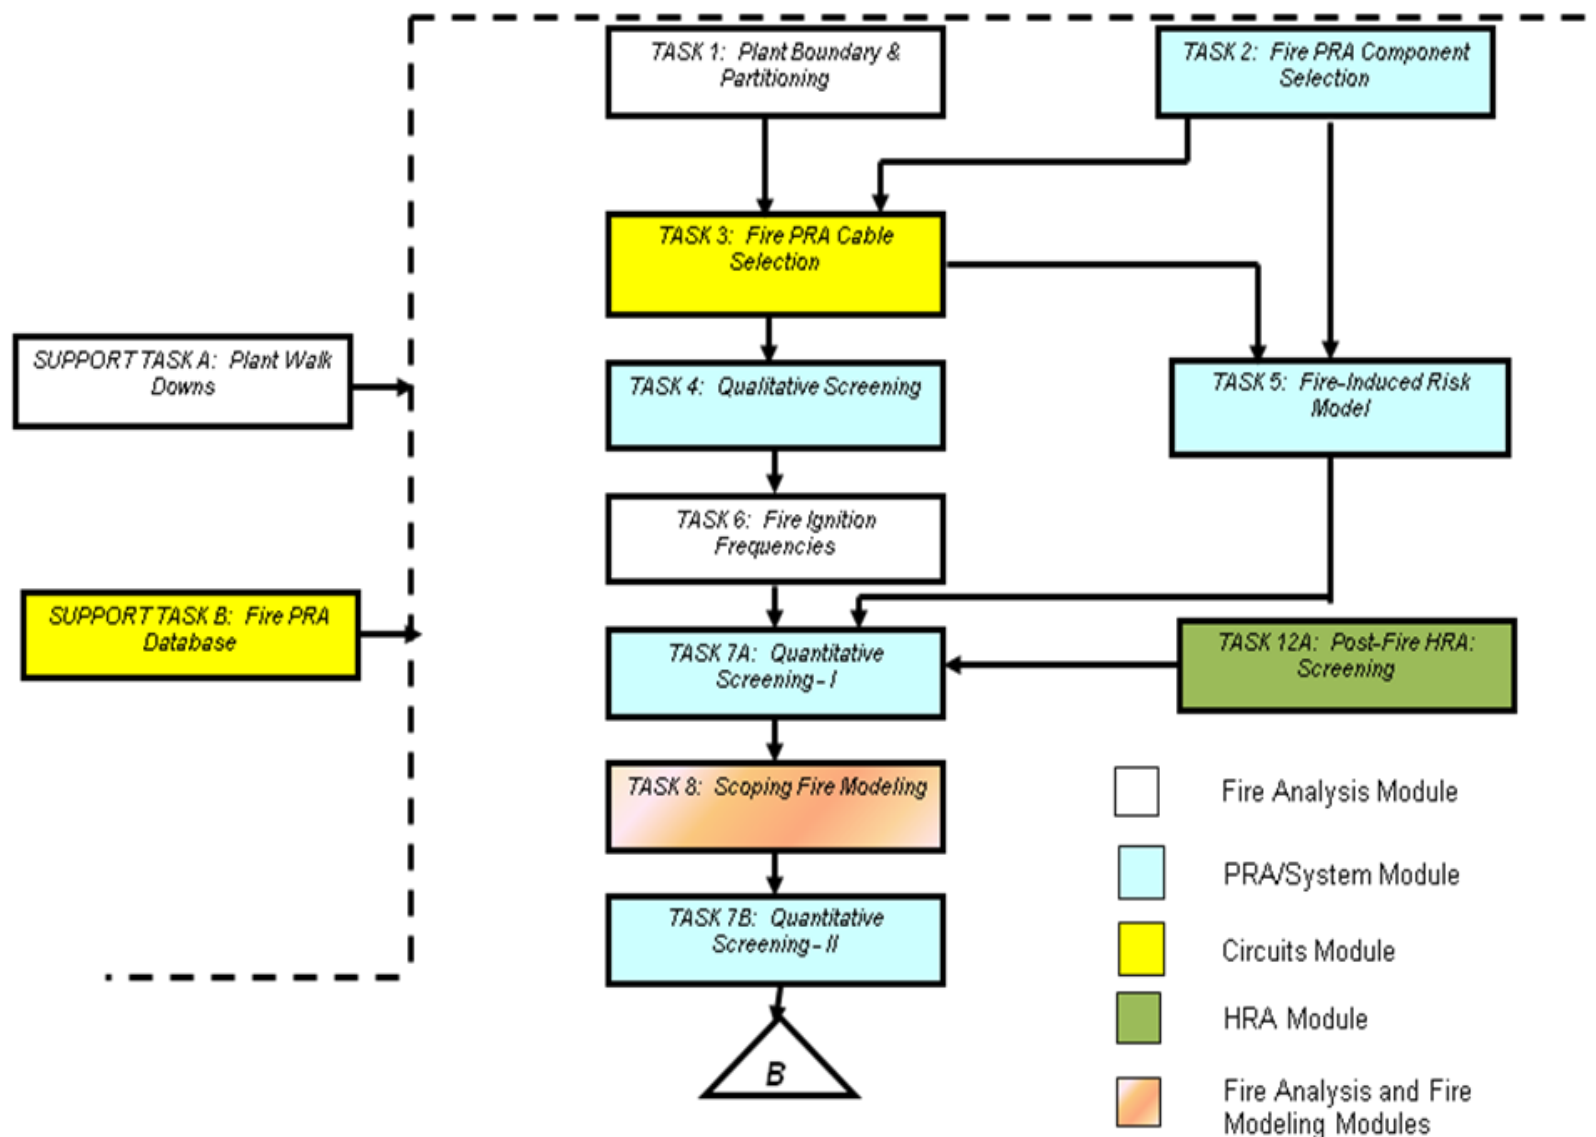 TASK 1: Plant Boundary &
Partitioning
TASK 2: Fire PRA Component
Selection
TASK 3: Fire PRA Cable
Selection
SUPPORT TASK A: Plant Walk
Downs
TASK 4: Qualitative Screening
TASK 5: Fire-Induced Risk
Model
TASK 6: Fire Ignition
Frequencies
SUPPORT TASK B: Fire PRA
Database
TASK 7A: Quantitative
Screening - I
TASK 12A: Post-Fire HRA:
Screening
TASK 8: Scoping Fire Modeling
TASK 7B: Quantitative
Screening - II
B
Fire Analysis Module
PRA/System Module
Circuits Module
HRA Module
Fire Analysis and Fire
Modeling Modules